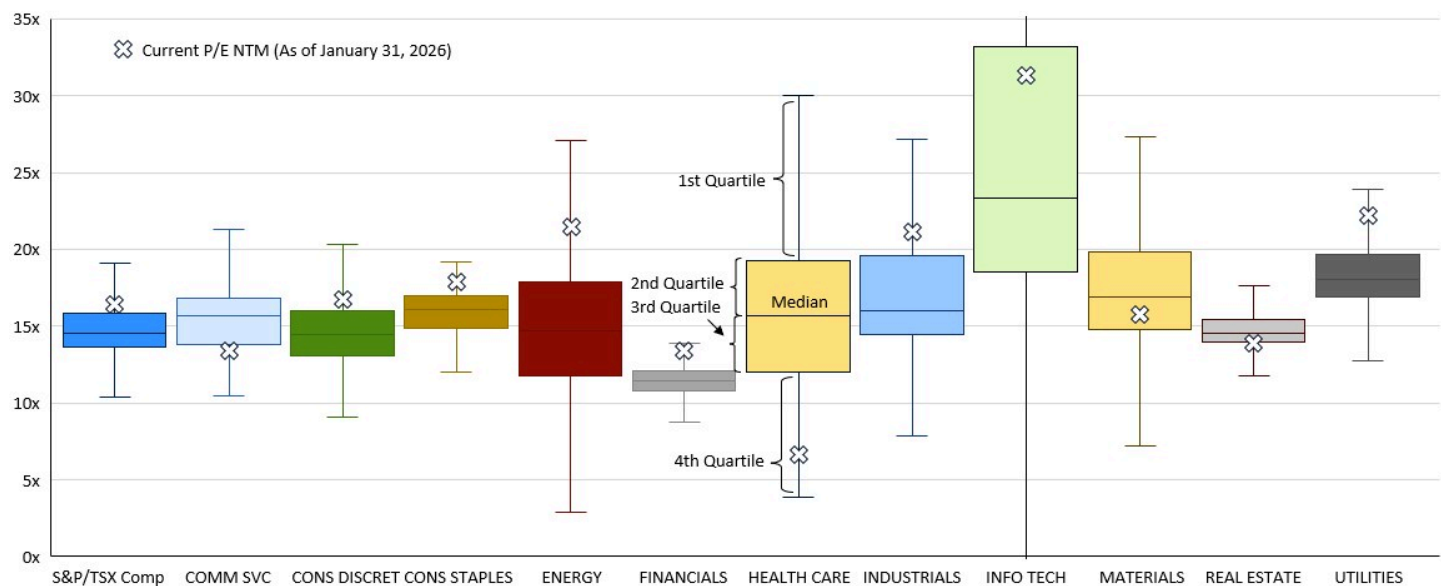 35x
Current P/E NTM (As of January 31, 2026)
30x
25x
1st Quartile
20x
2nd Quartile
3rd Quartile
Median
15x
10x
4th Quartile
5x
0x
S&P/TSX Comp COMM SVC CONS DISCRET CONS STAPLES ENERGY FINANCIALS HEALTH CARE INDUSTRIALS INFO TECH MATERIALS REAL ESTATE UTILITIES